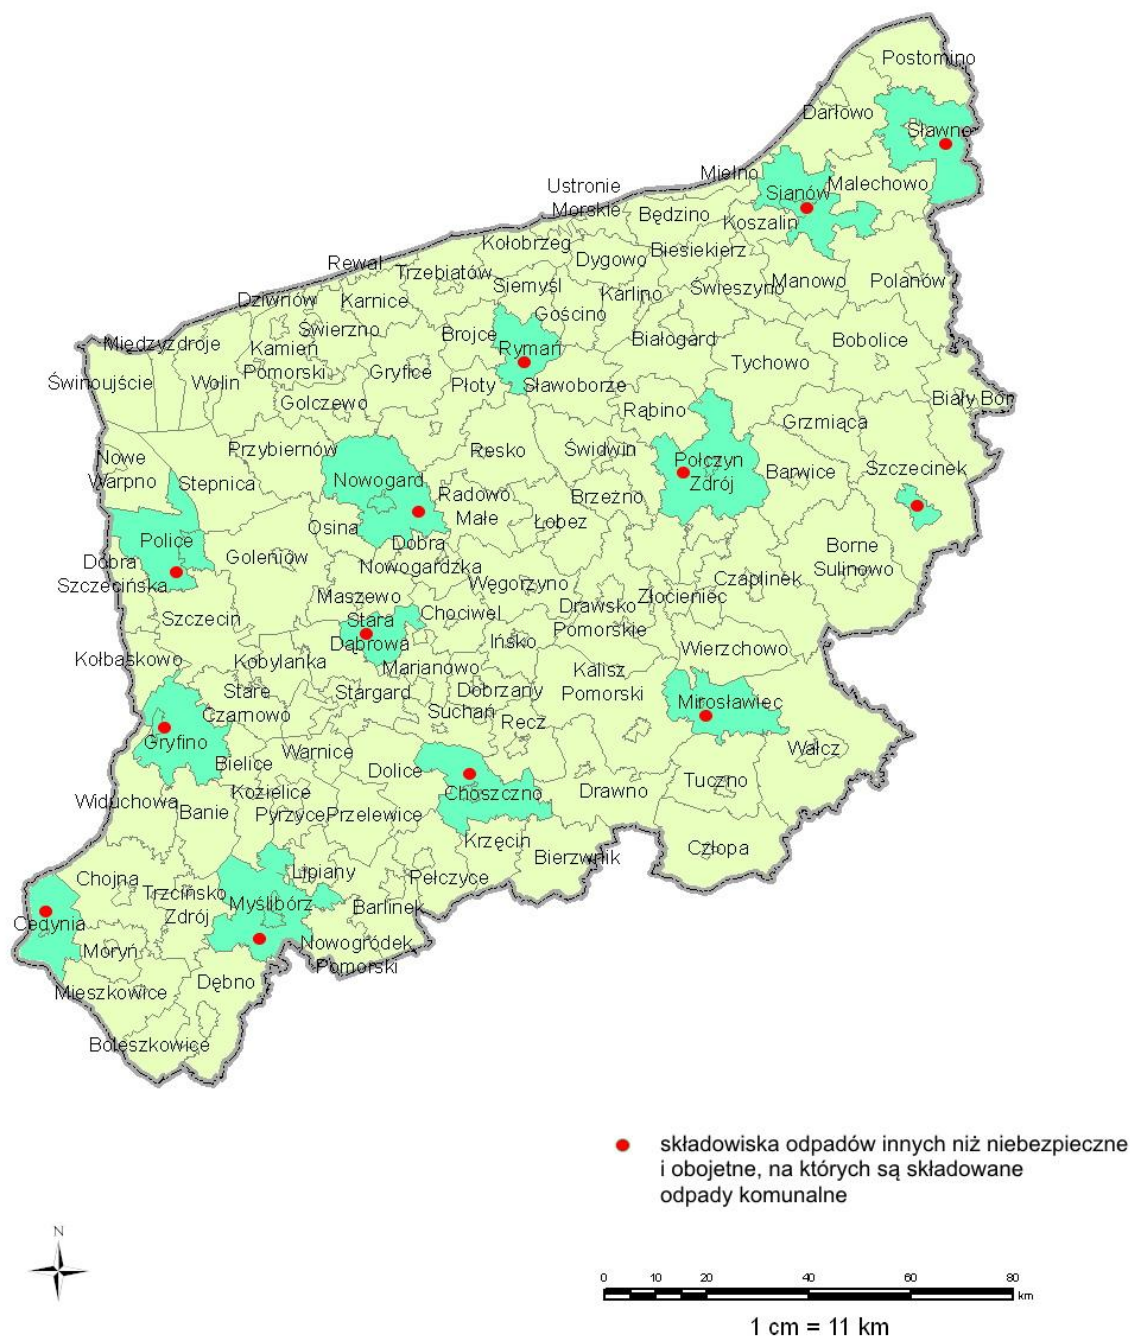 Postomino
Darłowo
Sławno
Mielno
Sianów
Malechowo
Ustronie
Morskie
Będzino
Koszalin
Kołobrzeg
Dygowo
Biesiekierz
Rewal
Trzebiatów
Siemyśl
Karlino
Świeszyno
Manowo
Polanów
Dziwnów
Karnice
Gościno
Świerzno
Brojce
Międzyzdroje
Kamień
Pomorski
Rymań
Białogard
Bobolice
Tychowo
Świnoujście
Wolin
Gryfice
Płoty
Sławoborze
Golczewo
Rąbino
Biały Bór
Grzmiąca
Przybiernów
Resko
Świdwin
Nowe
Warpno
Połczyn
Zdrój
Barwice
Szczecinek
Stepnica
Nowogard
Radowo
Małe
Brzeżno
Osina
Łobez
Police
Dobra
Nowogardzka
Borne
Sulinowo
Dobra
Szczecińska
Goleniów
Węgorzyno
Czaplinek
Maszewo
Złocieniec
Szczecin
Stara
Dąbrowa
Chociwel
Drawsko
Pomorskie
Ińsko
Wierzchowo
Kołbaskowo
Kobylanka
Marianowo
Kalisz
Pomorski
Stare
Czarnowo
Stargard
Dobrzany
Suchań
Recz
Mirosławiec
Gryfino
Warnice
Wałcz
Bielice
Dolice
Tuczno
Widuchowa
Kozielice
Choszczno
Drawno
Banie
Pyrzyce
Przelewice
Krzęcin
Bierzwnik
Człopa
Lipiany
Pełczyce
Chojna
Trzcińsko
Zdrój
Myślibórz
Barlinek
Cedynia
Moryń
Nowogródek
Pomorski
Mieszkowice
Dębno
Boleszkowice
składowiska odpadów innych niż niebezpieczne
i obojetne, na których są składowane
odpady komunalne
N
0 10 20 40 60 80
km
1 cm = 11 km